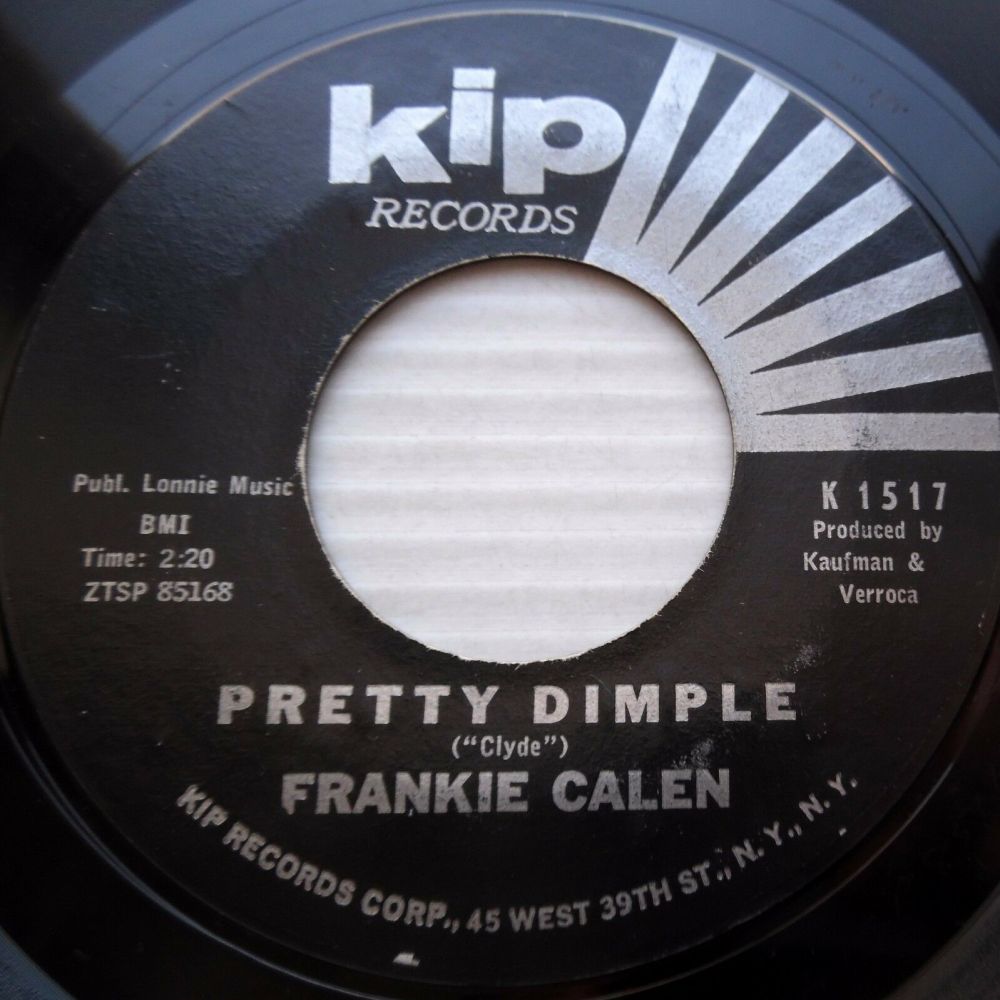 kip
RECORDS
Publ. Lonnie Music
BMI
Time: 2:20
ZTSP 85168
K 1517
Produced by
Kaufman &
Verroca
PRETTY DIMPLE
("Clyde")
FRANKIE CALEN
KIP RECORDS CORP., 45 WEST 39TH ST., N. Y., N. Y.